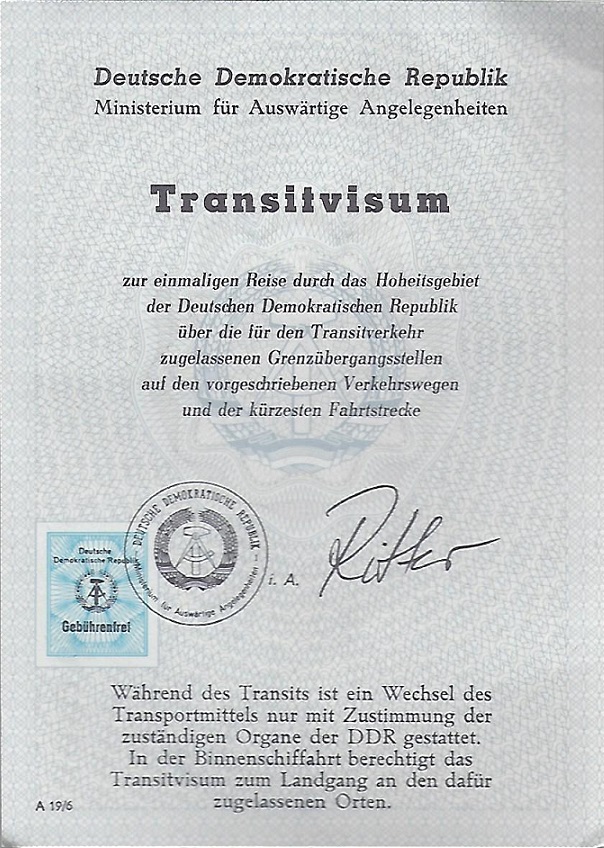 Deutsche Demokratische Republik
Ministerium für Auswärtige Angelegenheiten
Transitvisum
zur einmaligen Reise durch das Hoheitsgebiet
der Deutschen Demokratischen Republik
über die für den Transitverkehr
zugelassenen Grenzübergangsstellen
auf den vorgeschriebenen Verkehrswegen
und der kürzesten Fahrtstrecke
DEUTSCHE DEMOKRATISCHE REPUBLIK
Ministerium für Auswärtige Angelegenheiten
Deutsche
Demokratische Republik
Gebührenfrei
i. A. Ritter
Während des Transits ist ein Wechsel des
Transportmittels nur mit Zustimmung der
zuständigen Organe der DDR gestattet.
In der Binnenschiffahrt berechtigt das
Transitvisum zum Landgang an den dafür
zugelassenen Orten.
A 19/6